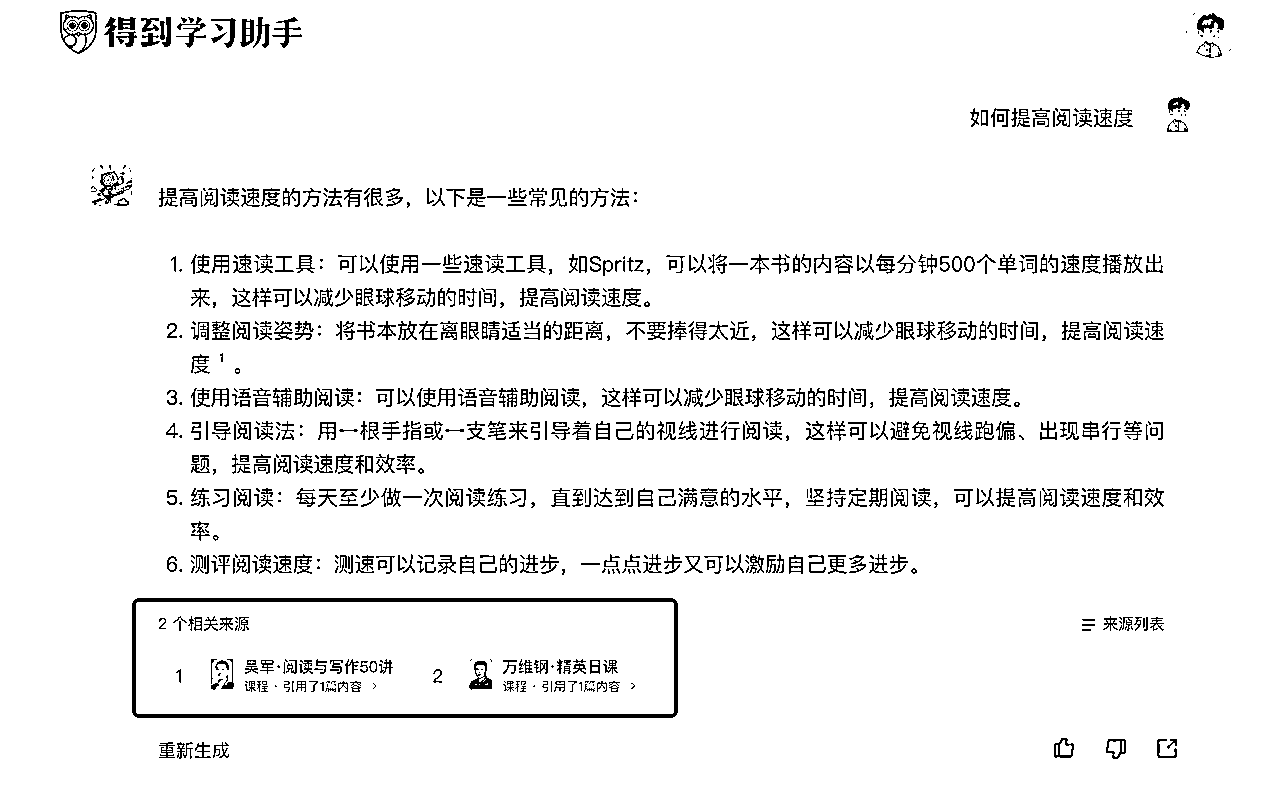 得到学习助手
如何提高阅读速度
提高阅读速度的方法有很多，以下是一些常见的方法：
1. 使用速读工具：可以使用一些速读工具，如Spritz，可以将一本书的内容以每分钟500个单词的速度播放出
来，这样可以减少眼球移动的时间，提高阅读速度。
2. 调整阅读姿势：将书本放在离眼睛适当的距离，不要捧得太近，这样可以减少眼球移动的时间，提高阅读速
度 1 。
3. 使用语音辅助阅读：可以使用语音辅助阅读，这样可以减少眼球移动的时间，提高阅读速度。
4. 引导阅读法：用一根手指或一支笔来引导着自己的视线进行阅读，这样可以避免视线跑偏、出现串行等问
题，提高阅读速度和效率。
5. 练习阅读：每天至少做一次阅读练习，直到达到自己满意的水平，坚持定期阅读，可以提高阅读速度和效
率。
6. 测评阅读速度：测速可以记录自己的进步，一点点进步又可以激励自己更多进步。
2 个相关来源
来源列表
1 吴军·阅读与写作50讲
课程 · 引用了1篇内容 >
2 万维钢·精英日课
课程 · 引用了1篇内容 >
重新生成